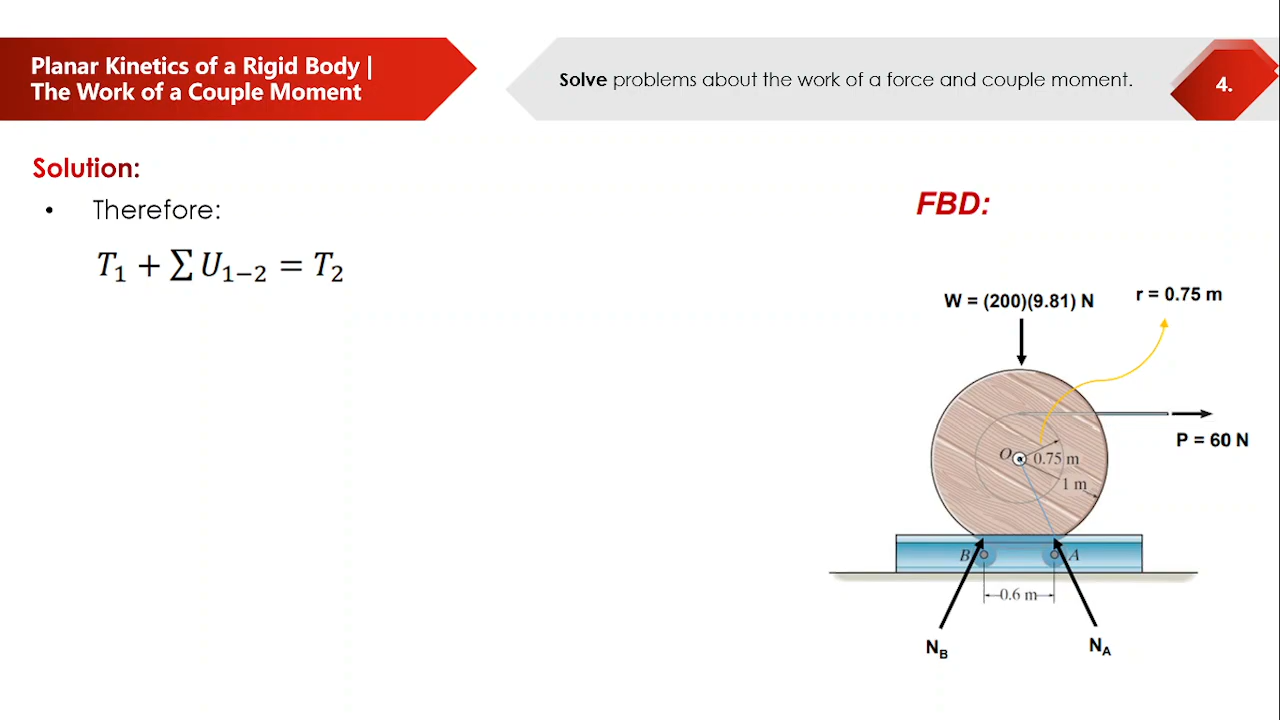 Planar Kinetics of a Rigid Body |
The Work of a Couple Moment
Solve problems about the work of a force and couple moment.
4.
Solution:
• Therefore:
T₁ + ∑ U₁₋₂ = T₂
FBD:
W = (200)(9.81) N
r = 0.75 m
P = 60 N
O
0.75 m
1 m
B
A
0.6 m
N_B
N_A